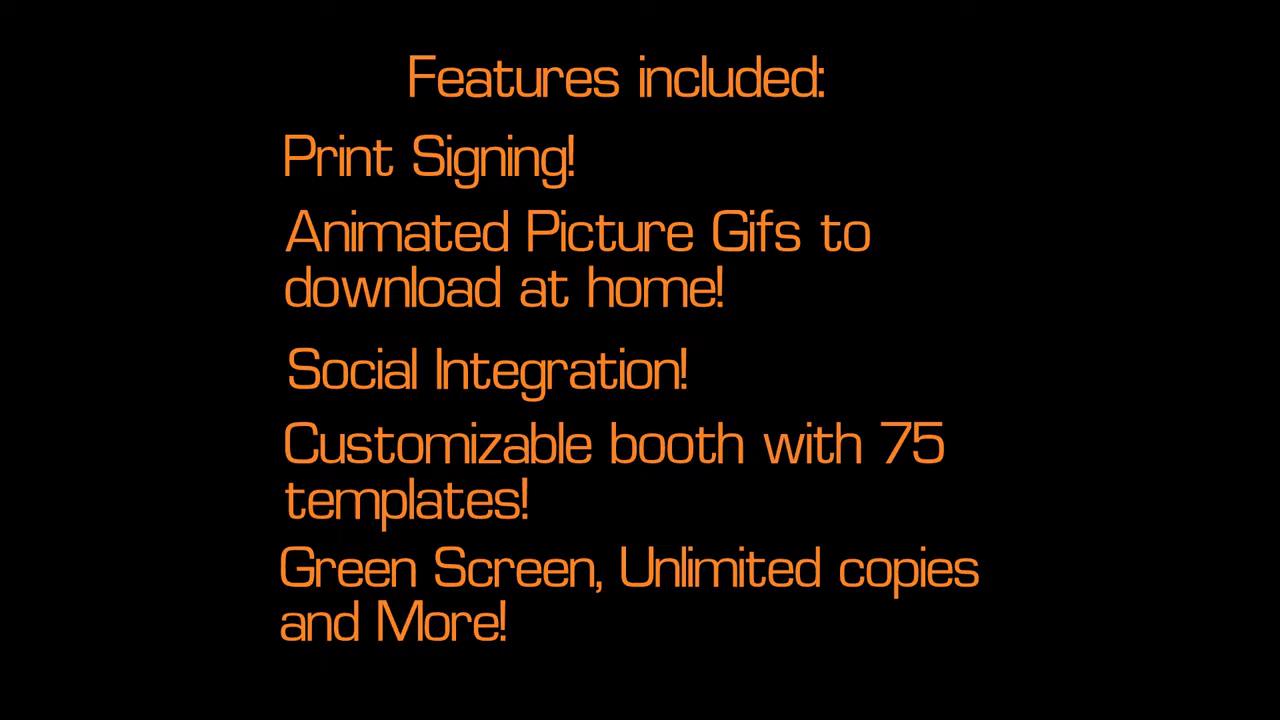 Features included:
Print Signing!
Animated Picture Gifs to
download at home!
Social Integration!
Customizable booth with 75
templates!
Green Screen, Unlimited copies
and More!